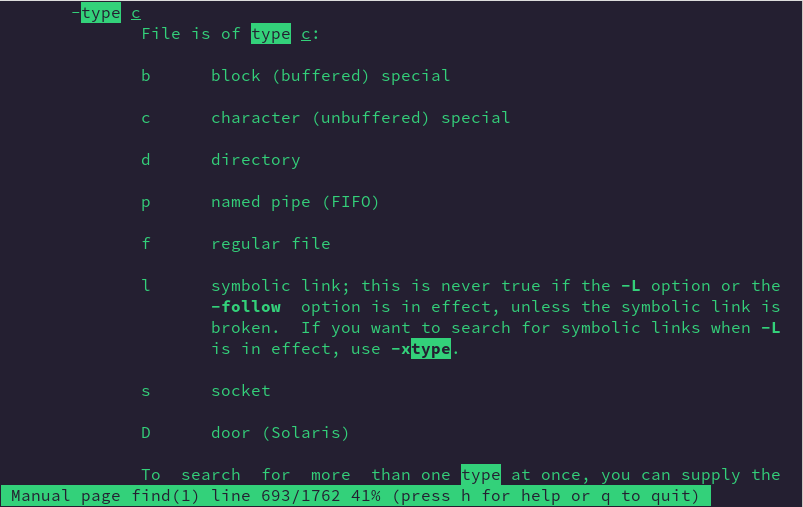 -type c
File is of type c:
b block (buffered) special
c character (unbuffered) special
d directory
p named pipe (FIFO)
f regular file
l symbolic link; this is never true if the -L option or the
-follow option is in effect, unless the symbolic link is
broken. If you want to search for symbolic links when -L
is in effect, use -xtype.
s socket
D door (Solaris)
To search for more than one type at once, you can supply the
Manual page find(1) line 693/1762 41% (press h for help or q to quit)